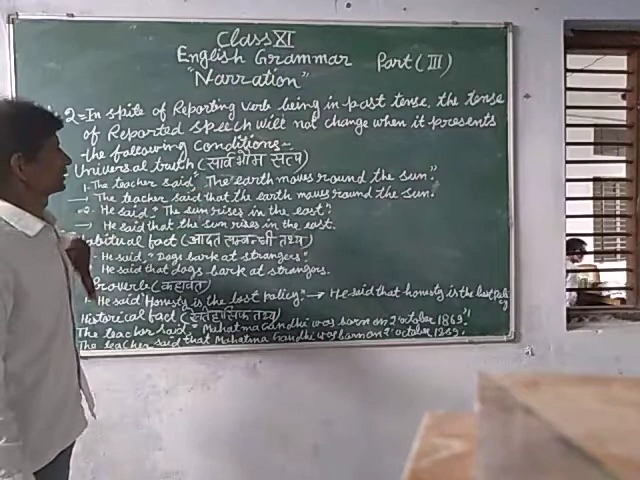 Class XI
English Grammar Part (III)
"Narration"
2 = In spite of Reporting verb being in past tense, the tense
of Reported speech will not change when it presents
the following Conditions~
Universal truth (सार्वभौम सत्य)
1- The teacher said "The earth moves round the sun."
→ The teacher said that the earth moves round the sun.
2- He said "The sun rises in the east".
→ He said that the sun rises in the east.
Habitual fact (आदत सम्बन्धी तथ्य)
He said, "Dogs bark at strangers".
He said that dogs bark at strangers.
Proverb (कहावत)
1- He said "Honesty is the best policy." → He said that honesty is the best policy
Historical fact (ऐतिहासिक तथ्य)
The teacher said "Mahatma Gandhi was born on 2 october 1869."
The teacher said that Mahatma Gandhi was born on 2 october 1869.